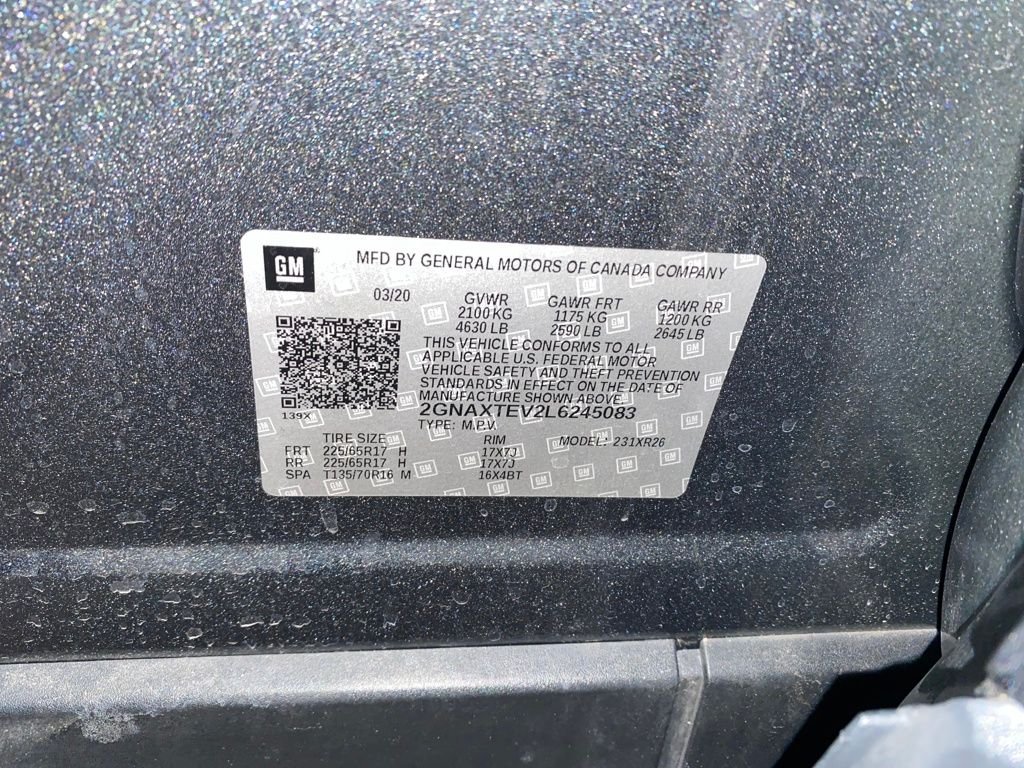 GM
MFD BY GENERAL MOTORS OF CANADA COMPANY
03/20
GVWR GAWR FRT GAWR RR
2100 KG 1175 KG 1200 KG
4630 LB 2590 LB 2645 LB
THIS VEHICLE CONFORMS TO ALL
APPLICABLE U.S. FEDERAL MOTOR
VEHICLE SAFETY AND THEFT PREVENTION
STANDARDS IN EFFECT ON THE DATE OF
MANUFACTURE SHOWN ABOVE.
139X
2GNAXTEV2L6245083
TYPE: M.P.V. MODEL: 231XR26
TIRE SIZE RIM
FRT 225/65R17 H 17X7J
RR 225/65R17 H 17X7J
SPA T135/70R16 M 16X4BT